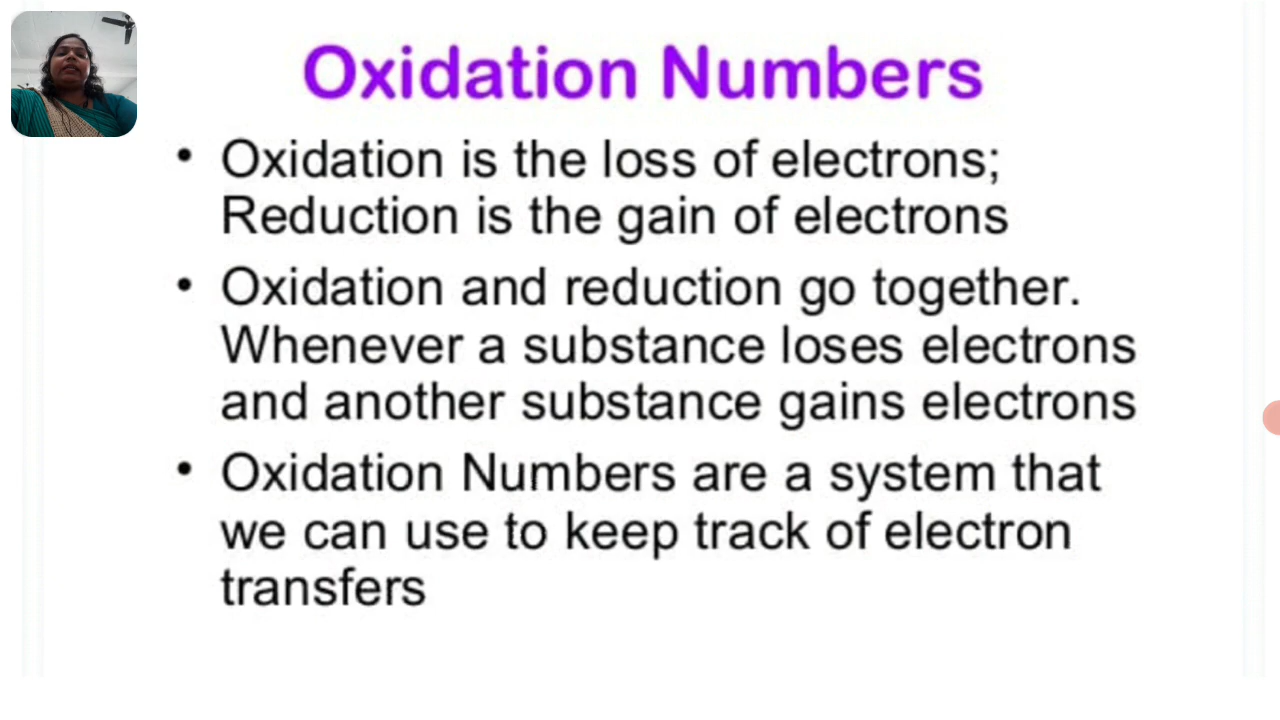 Oxidation Numbers
• Oxidation is the loss of electrons;
Reduction is the gain of electrons
• Oxidation and reduction go together.
Whenever a substance loses electrons
and another substance gains electrons
• Oxidation Numbers are a system that
we can use to keep track of electron
transfers